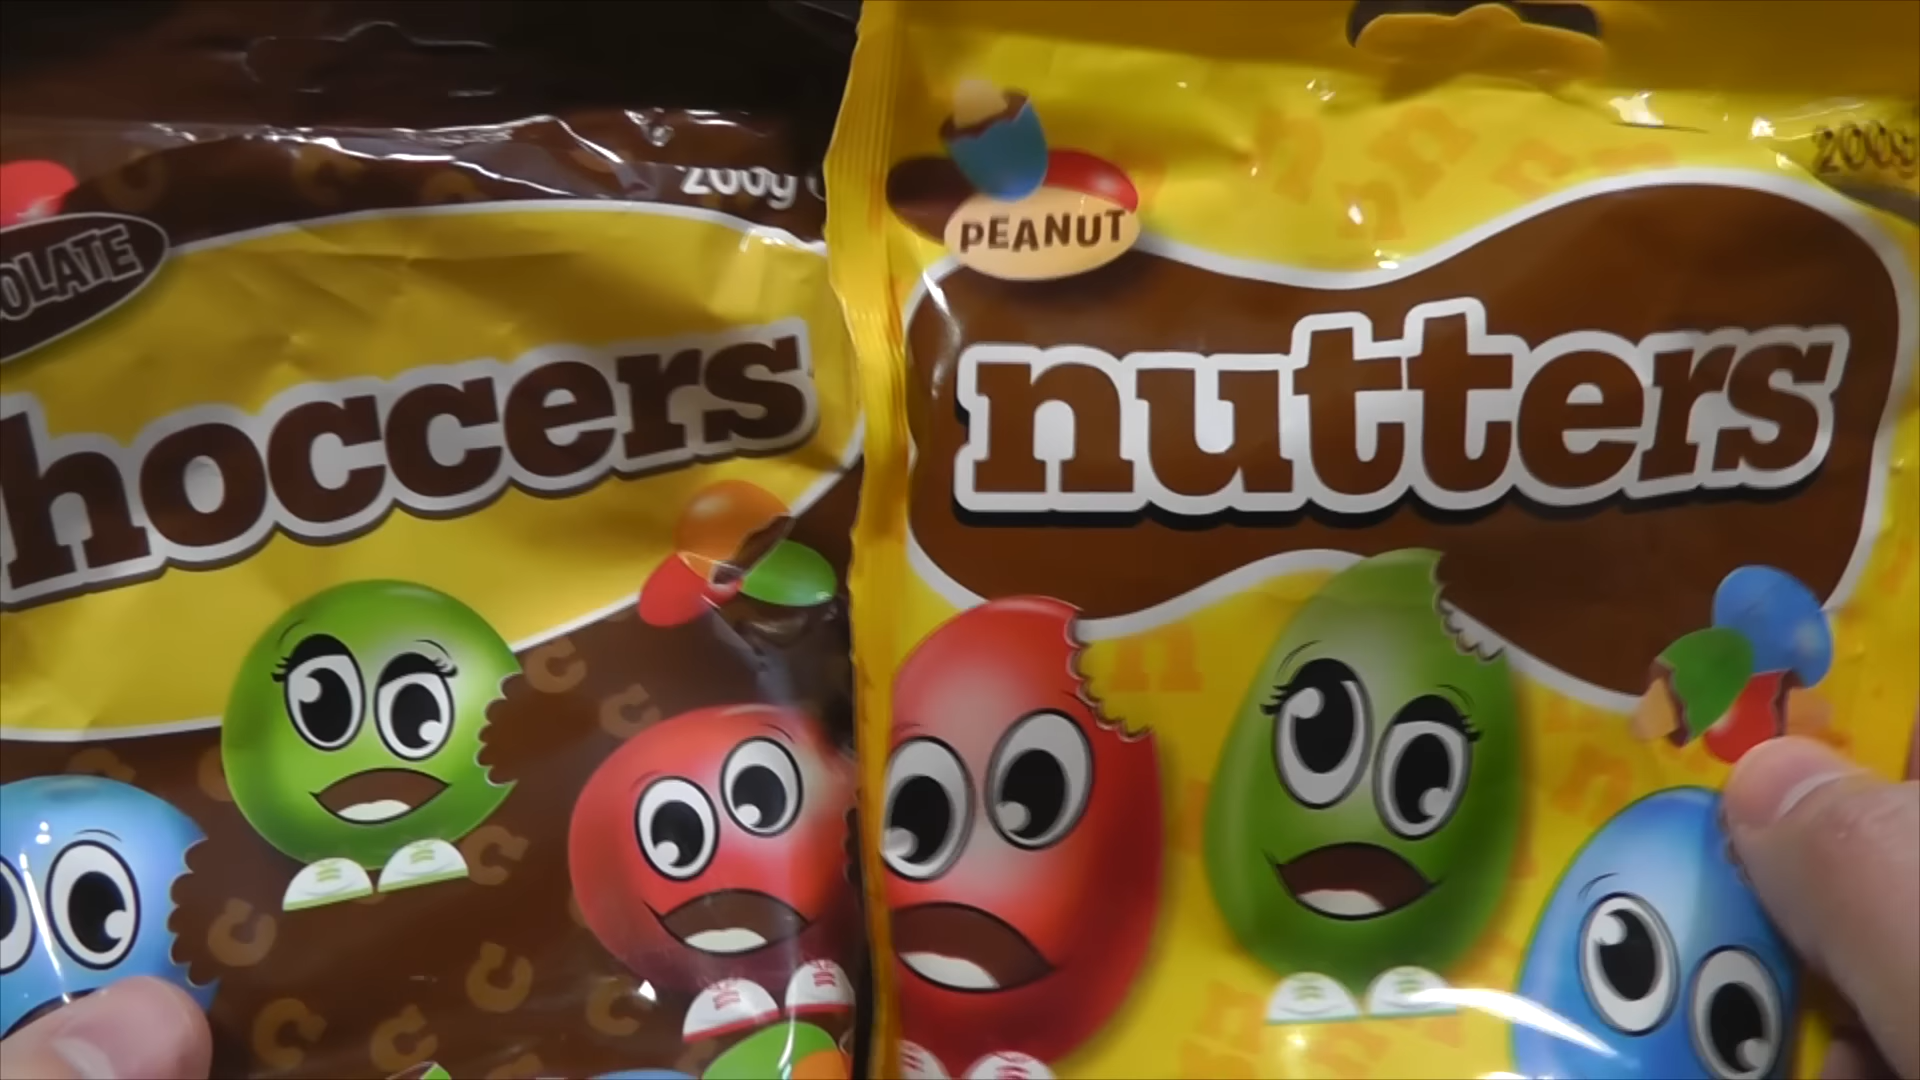 200g
OLATE
hoccers
200g
PEANUT
nutters